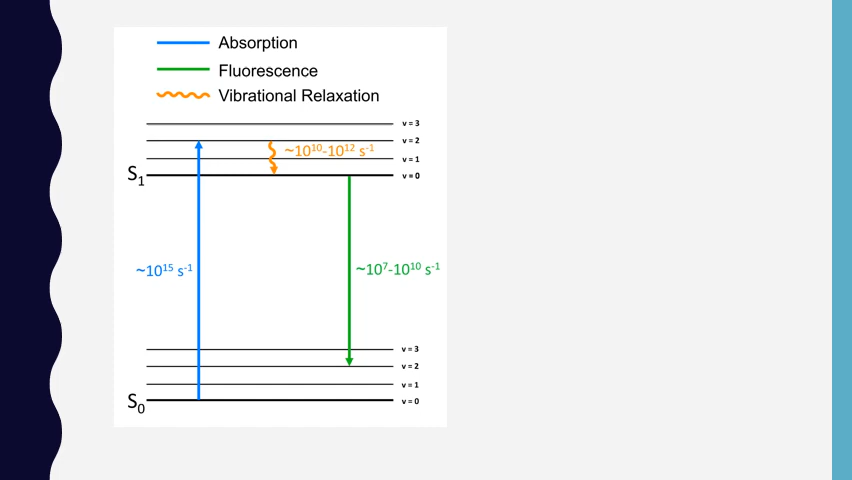 Absorption
Fluorescence
Vibrational Relaxation
v = 3
v = 2
~10¹⁰-10¹² s⁻¹
v = 1
S₁
v = 0
~10¹⁵ s⁻¹
~10⁷-10¹⁰ s⁻¹
v = 3
v = 2
v = 1
S₀
v = 0